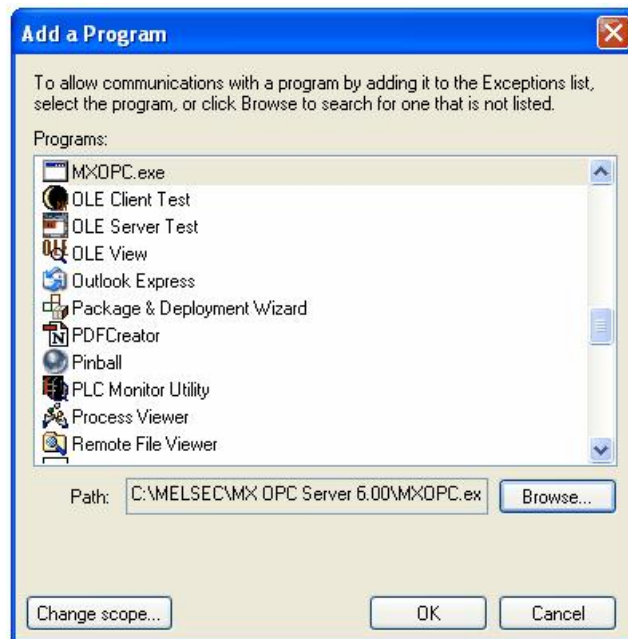 Add a Program
To allow communications with a program by adding it to the Exceptions list,
select the program, or click Browse to search for one that is not listed.
Programs:
MXOPC.exe
OLE Client Test
OLE Server Test
OLE View
Outlook Express
Package & Deployment Wizard
PDFCreator
Pinball
PLC Monitor Utility
Process Viewer
Remote File Viewer
Path: C:\MELSEC\MX OPC Server 6.00\MXOPC.ex Browse...
Change scope... OK Cancel